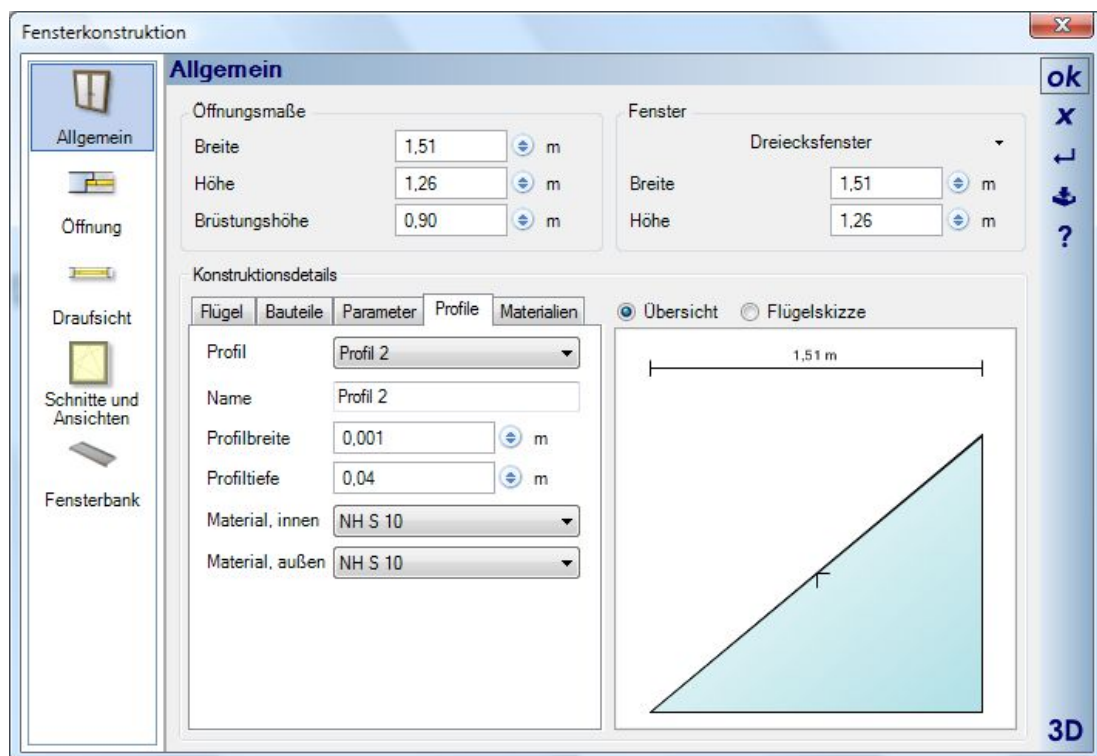 Fensterkonstruktion
Allgemein
Öffnung
Draufsicht
Schnitte und
Ansichten
Fensterbank
Allgemein
Öffnungsmaße
Breite 1,51 m
Höhe 1,26 m
Brüstungshöhe 0,90 m
Fenster
Dreiecksfenster
Breite 1,51 m
Höhe 1,26 m
Konstruktionsdetails
Flügel Bauteile Parameter Profile Materialien
Profil Profil 2
Name Profil 2
Profilbreite 0,001 m
Profiltiefe 0,04 m
Material, innen NH S 10
Material, außen NH S 10
Übersicht Flügelskizze
1,51 m
ok
x
?
3D